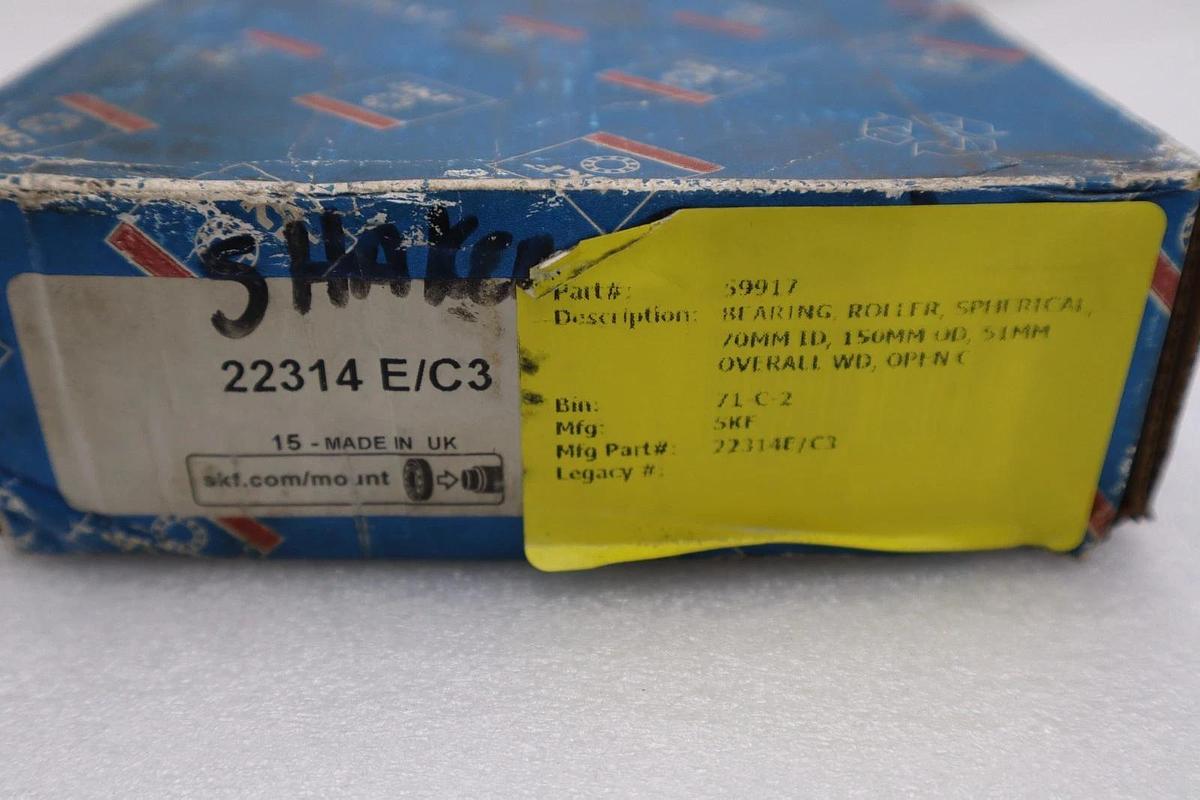 SHAKER
22314 E/C3
15 - MADE IN UK
skf.com/mount
Part#: 59917
Description: BEARING, ROLLER, SPHERICAL,
70MM ID, 150MM OD, 51MM
OVERALL WD, OPEN C
Bin: 71-C-2
Mfg: SKF
Mfg Part#: 22314E/C3
Legacy #: